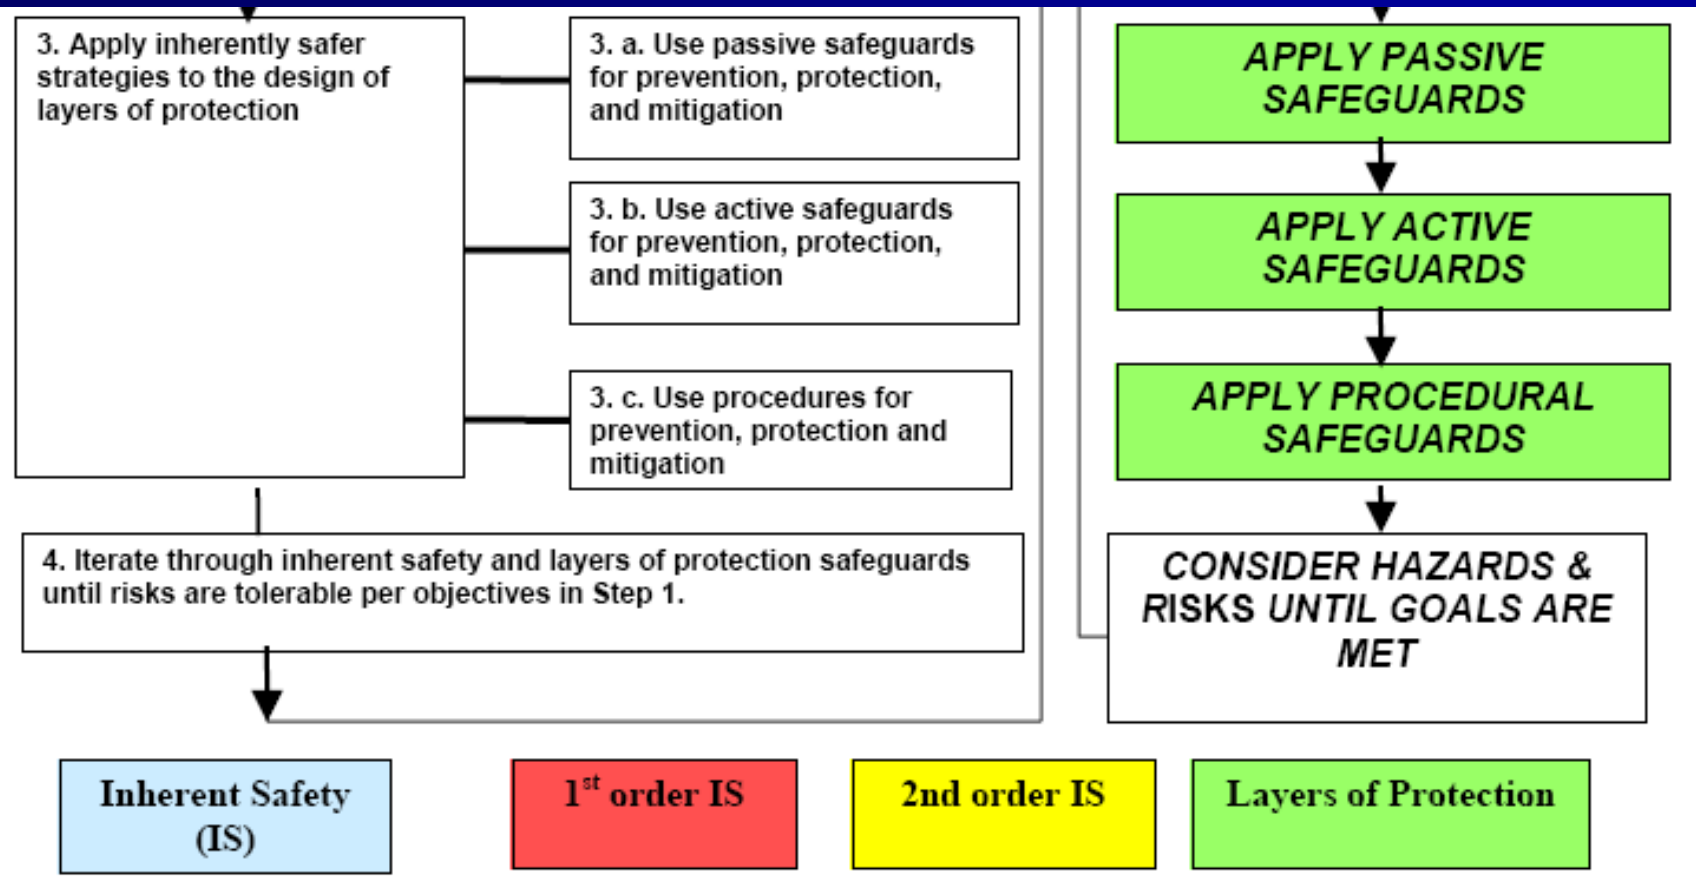 3. Apply inherently safer
strategies to the design of
layers of protection
3. a. Use passive safeguards
for prevention, protection,
and mitigation
3. b. Use active safeguards
for prevention, protection,
and mitigation
3. c. Use procedures for
prevention, protection and
mitigation
4. Iterate through inherent safety and layers of protection safeguards
until risks are tolerable per objectives in Step 1.
APPLY PASSIVE
SAFEGUARDS
APPLY ACTIVE
SAFEGUARDS
APPLY PROCEDURAL
SAFEGUARDS
CONSIDER HAZARDS &
RISKS UNTIL GOALS ARE
MET
Inherent Safety
(IS)
1st order IS
2nd order IS
Layers of Protection